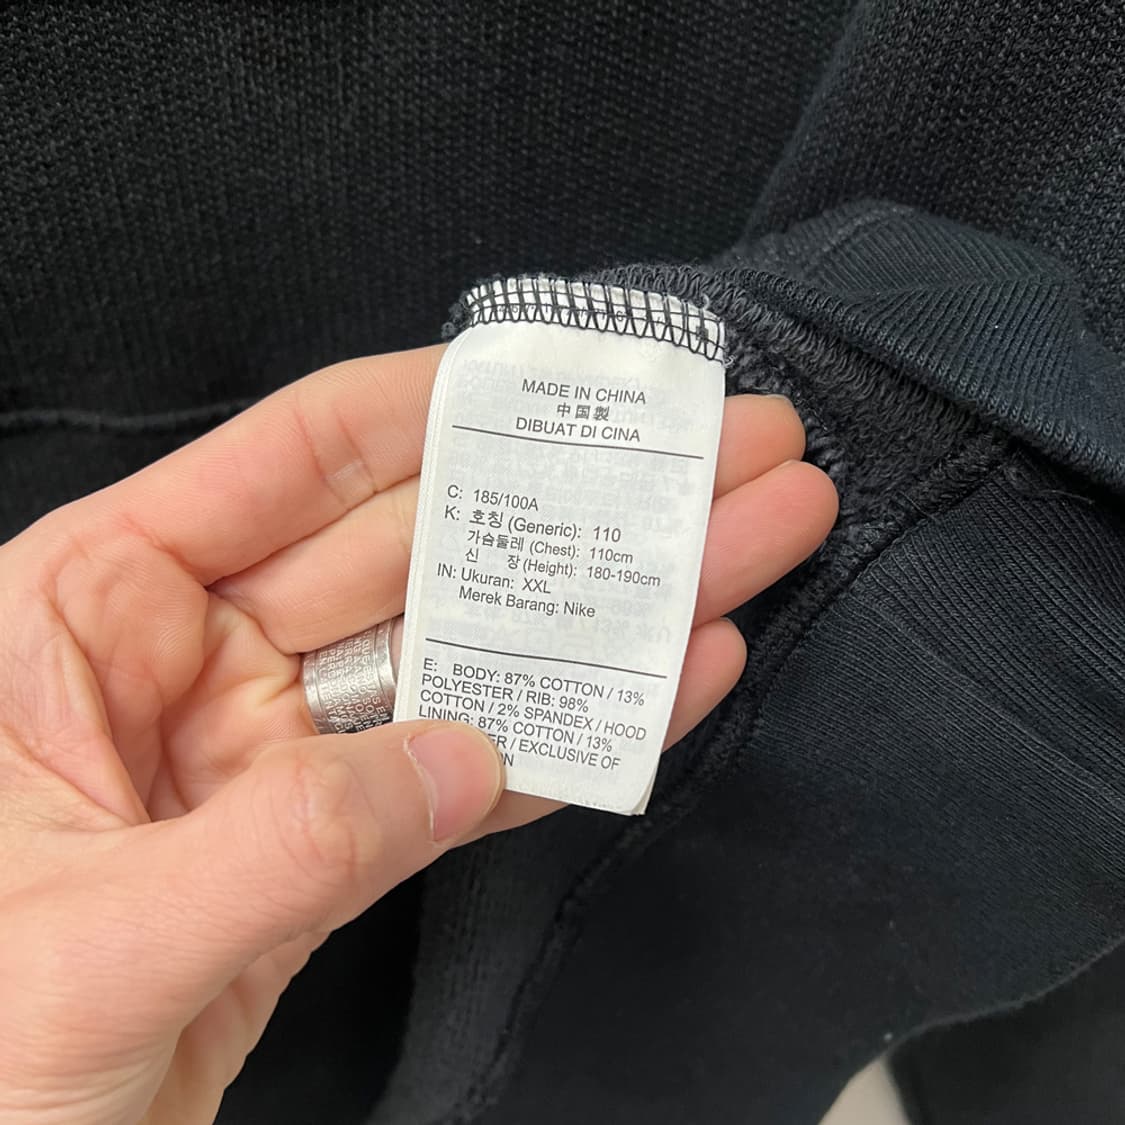 MADE IN CHINA
中国製
DIBUAT DI CINA
C: 185/100A
K: 호칭 (Generic): 110
가슴둘레 (Chest): 110cm
신 장 (Height): 180-190cm
IN: Ukuran: XXL
Merek Barang: Nike
E: BODY: 87% COTTON / 13%
POLYESTER / RIB: 98%
COTTON / 2% SPANDEX / HOOD
LINING: 87% COTTON / 13%
/ EXCLUSIVE OF